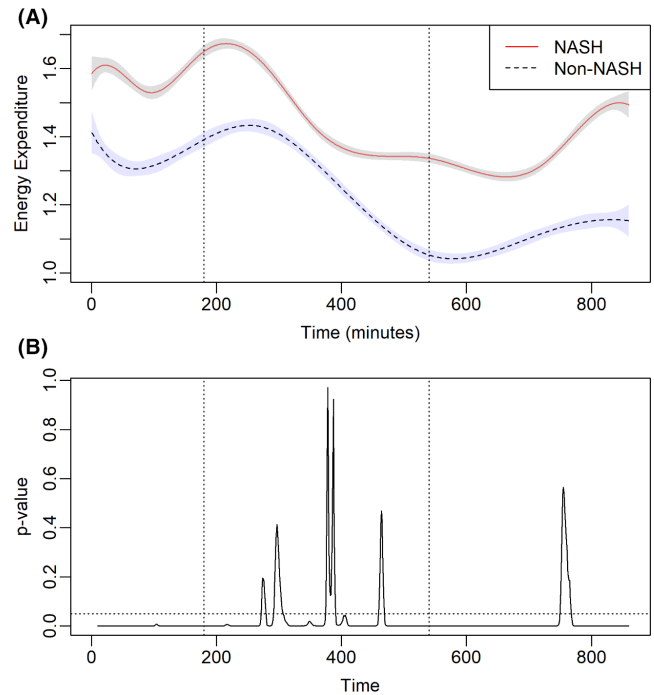 (A)
NASH
Non-NASH
Energy Expenditure
1.0 1.2 1.4 1.6
0 200 400 600 800
Time (minutes)
(B)
p-value
0.0 0.2 0.4 0.6 0.8 1.0
0 200 400 600 800
Time